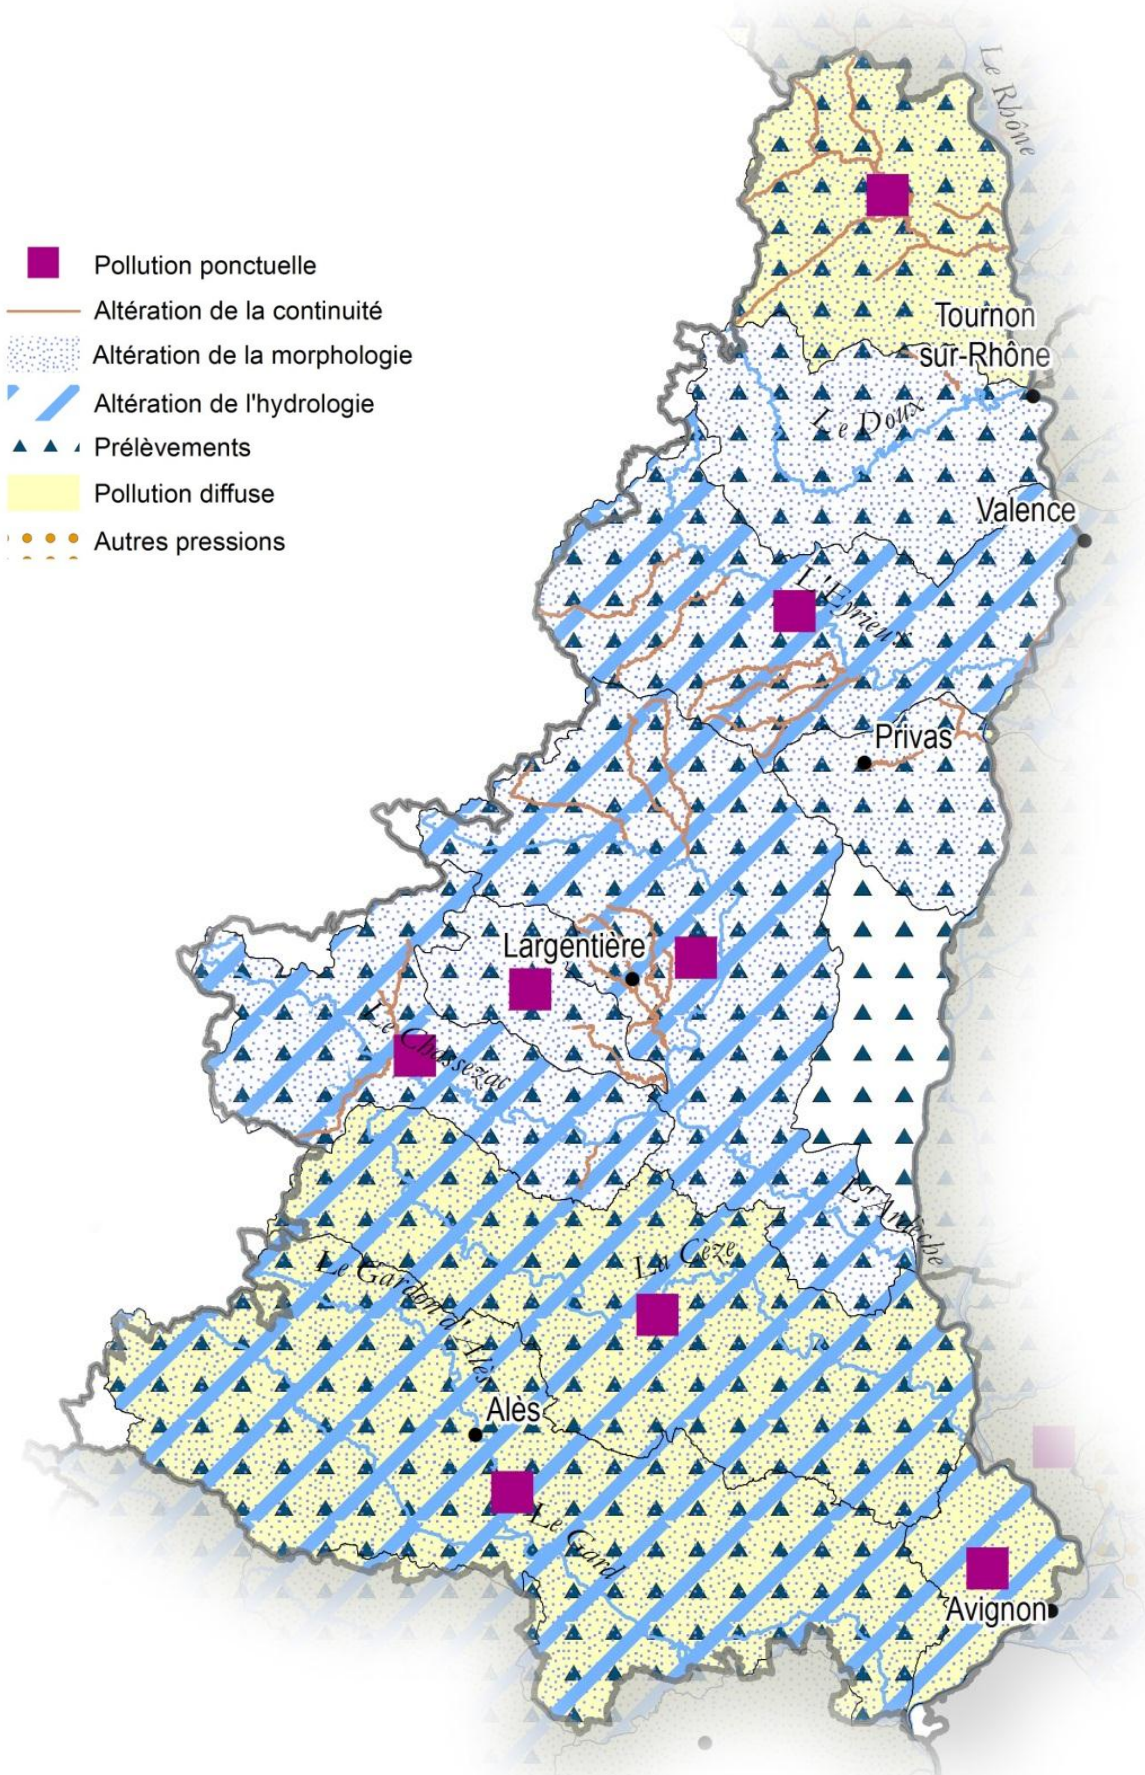 Le Rhône
Pollution ponctuelle
Altération de la continuité
Altération de la morphologie
Altération de l'hydrologie
Prélèvements
Pollution diffuse
Autres pressions
Tournon
sur-Rhône
Le Doux
Valence
L'Eyrieux
Privas
Largentière
Le Chassezac
L'Ardèche
La Cèze
Le Gardon d'Alès
Alès
Le Gard
Avignon